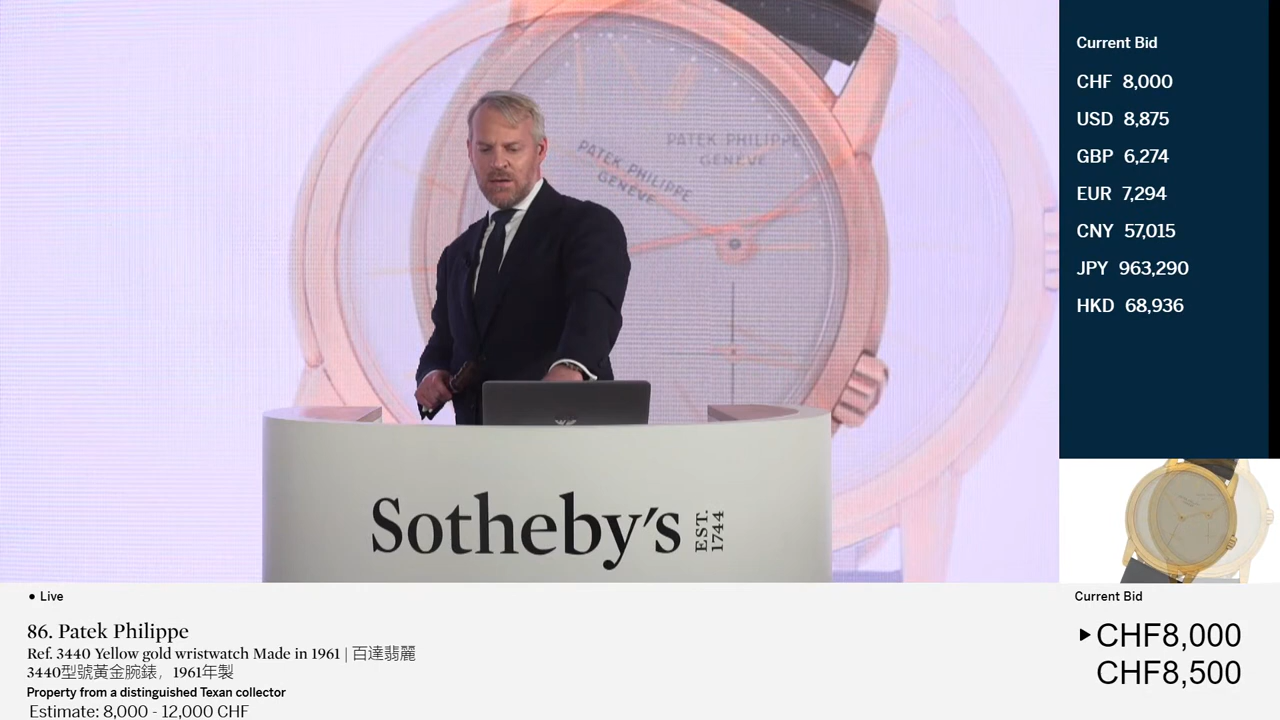 PATEK PHILIPPE
GENÈVE
PATEK PHILIPPE
GENÈVE
Sotheby's
EST.
1744
Current Bid
CHF 8,000
USD 8,875
GBP 6,274
EUR 7,294
CNY 57,015
JPY 963,290
HKD 68,936
• Live
86. Patek Philippe
Ref. 3440 Yellow gold wristwatch Made in 1961 | 百達翡麗
3440型號黃金腕錶，1961年製
Property from a distinguished Texan collector
Estimate: 8,000 - 12,000 CHF
Current Bid
CHF8,000
CHF8,500